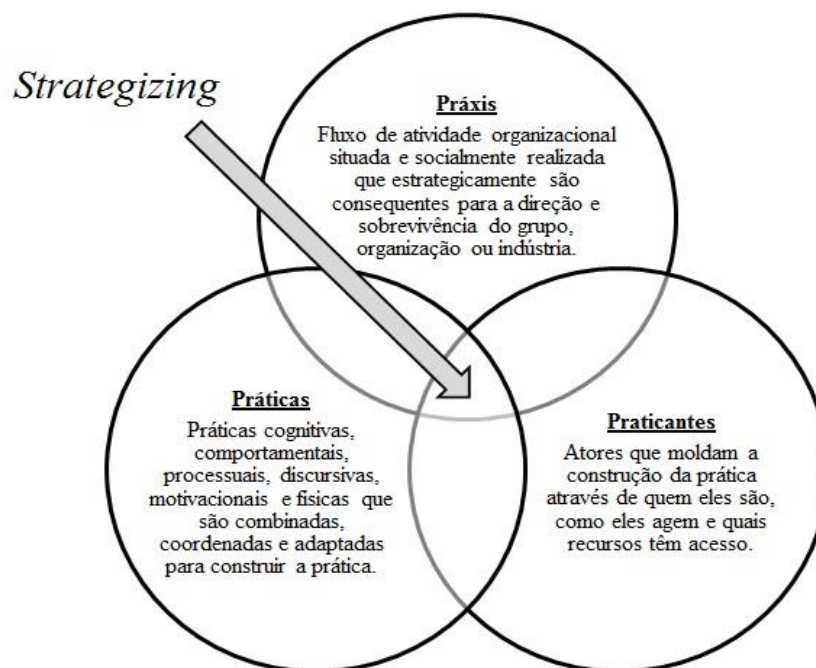 Strategizing
Práxis
Fluxo de atividade organizacional
situada e socialmente realizada
que estrategicamente são
consequentes para a direção e
sobrevivência do grupo,
organização ou indústria.
Práticas
Práticas cognitivas,
comportamentais,
processuais, discursivas,
motivacionais e físicas que
são combinadas,
coordenadas e adaptadas
para construir a prática.
Praticantes
Atores que moldam a
construção da prática
através de quem eles são,
como eles agem e quais
recursos têm acesso.